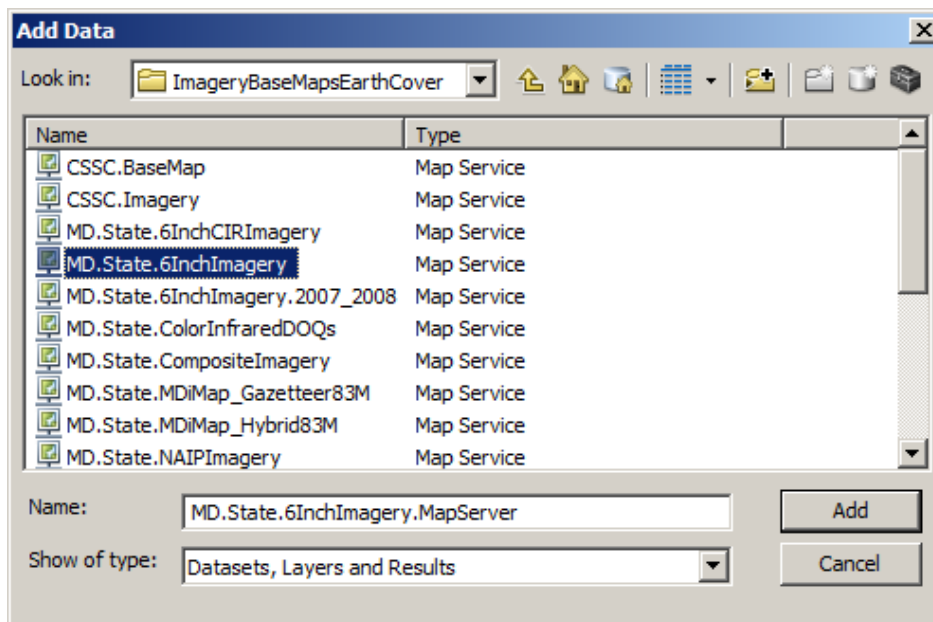 Add Data
Look in: ImageryBaseMapsEarthCover
Name Type
CSSC.BaseMap Map Service
CSSC.Imagery Map Service
MD.State.6InchCIRImagery Map Service
MD.State.6InchImagery Map Service
MD.State.6InchImagery.2007_2008 Map Service
MD.State.ColorInfraredDOQs Map Service
MD.State.CompositeImagery Map Service
MD.State.MDiMap_Gazetteer83M Map Service
MD.State.MDiMap_Hybrid83M Map Service
MD.State.NAIPImagery Map Service
Name: MD.State.6InchImagery.MapServer Add
Show of type: Datasets, Layers and Results Cancel